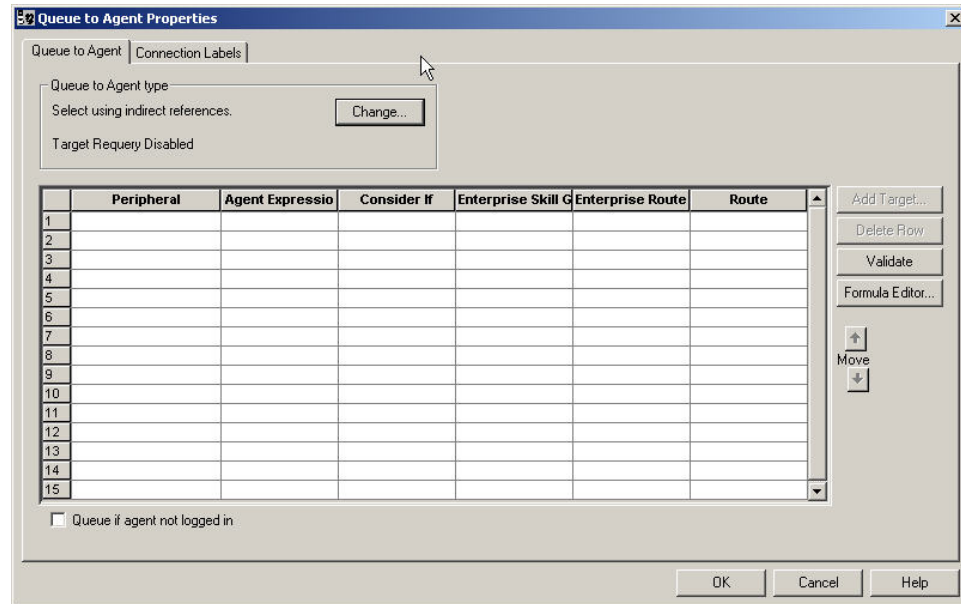 Queue to Agent Properties
Queue to Agent
Connection Labels
Queue to Agent type
Select using indirect references.
Change...
Target Requery Disabled
Peripheral Agent Expressio Consider If Enterprise Skill G Enterprise Route Route
1
2
3
4
5
6
7
8
9
10
11
12
13
14
15
Add Target...
Delete Row
Validate
Formula Editor...
Move
Queue if agent not logged in
OK
Cancel
Help